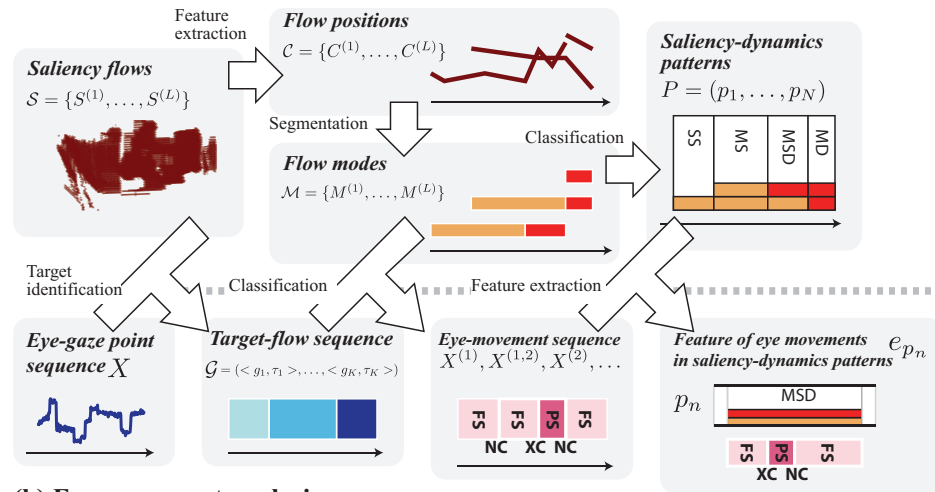 Feature
extraction
Flow positions
C = {C^(1), . . . , C^(L)}
Saliency flows
S = {S^(1), . . . , S^(L)}
Saliency-dynamics
patterns
P = (p_1, . . . , p_N)
SS
MS
MSD
MD
Segmentation
Classification
Flow modes
M = {M^(1), . . . , M^(L)}
Target
identification
Classification
Feature extraction
Eye-gaze point
sequence X
Target-flow sequence
G = (< g_1, τ_1 >, . . . , < g_K, τ_K >)
Eye-movement sequence
X^(1), X^(1,2), X^(2), . . .
FS
FS
PS
FS
NC
XC
NC
Feature of eye movements
in saliency-dynamics patterns e_{p_n}
p_n
MSD
FS
PS
FS
XC
NC